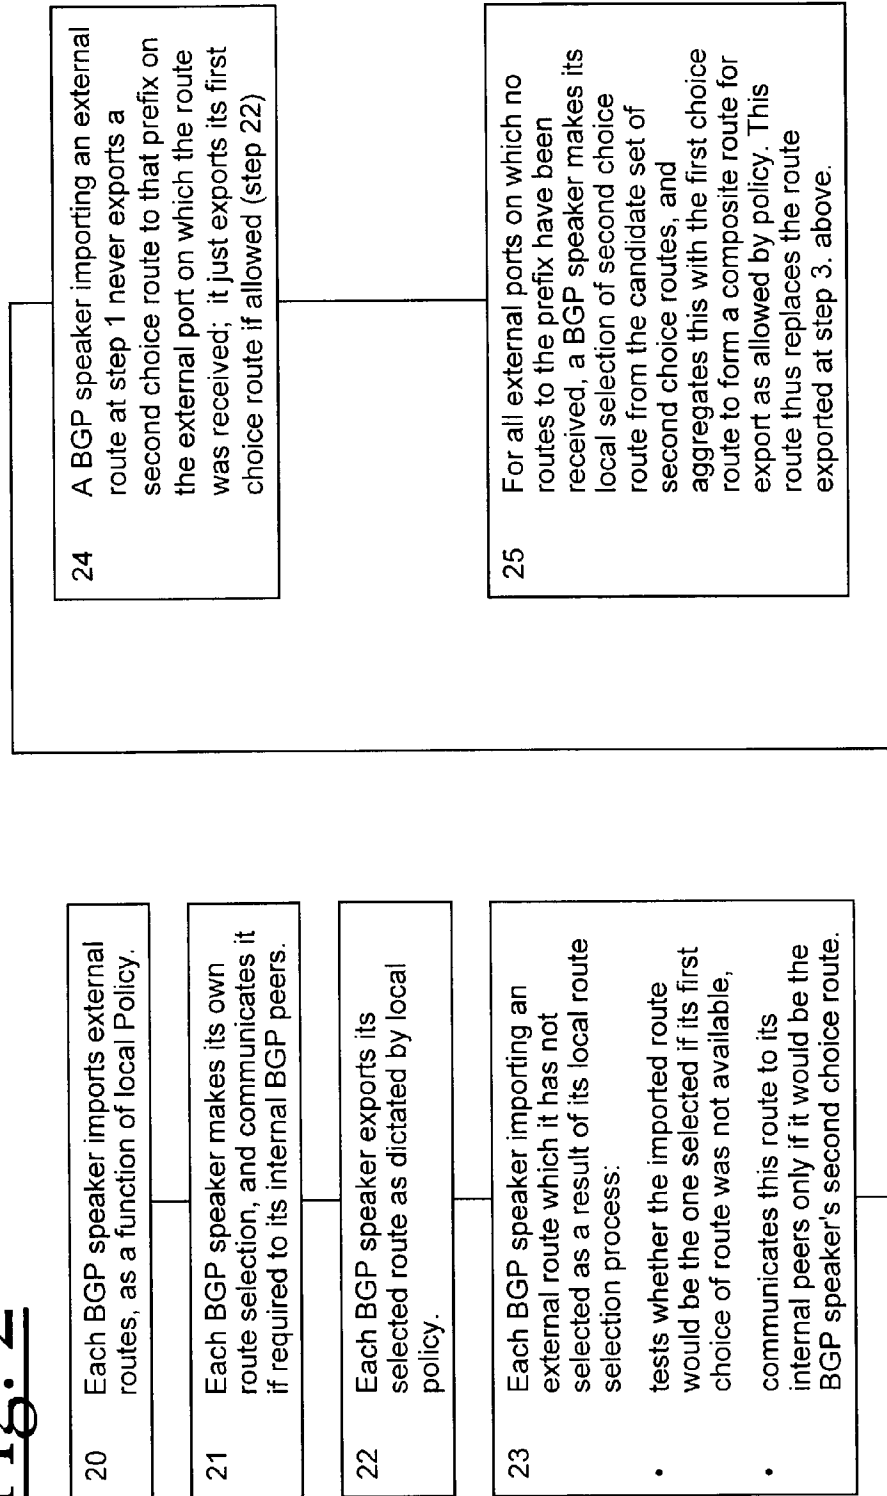 Fig. 2
20 Each BGP speaker imports external
routes, as a function of local Policy.
21 Each BGP speaker makes its own
route selection, and communicates it
if required to its internal BGP peers.
22 Each BGP speaker exports its
selected route as dictated by local
policy.
23 Each BGP speaker importing an
external route which it has not
selected as a result of its local route
selection process:
• tests whether the imported route
would be the one selected if its first
choice of route was not available,
• communicates this route to its
internal peers only if it would be the
BGP speaker's second choice route.
24 A BGP speaker importing an external
route at step 1 never exports a
second choice route to that prefix on
the external port on which the route
was received; it just exports its first
choice route if allowed (step 22)
25 For all external ports on which no
routes to the prefix have been
received, a BGP speaker makes its
local selection of second choice
route from the candidate set of
second choice routes, and
aggregates this with the first choice
route to form a composite route for
export as allowed by policy. This
route thus replaces the route
exported at step 3. above.